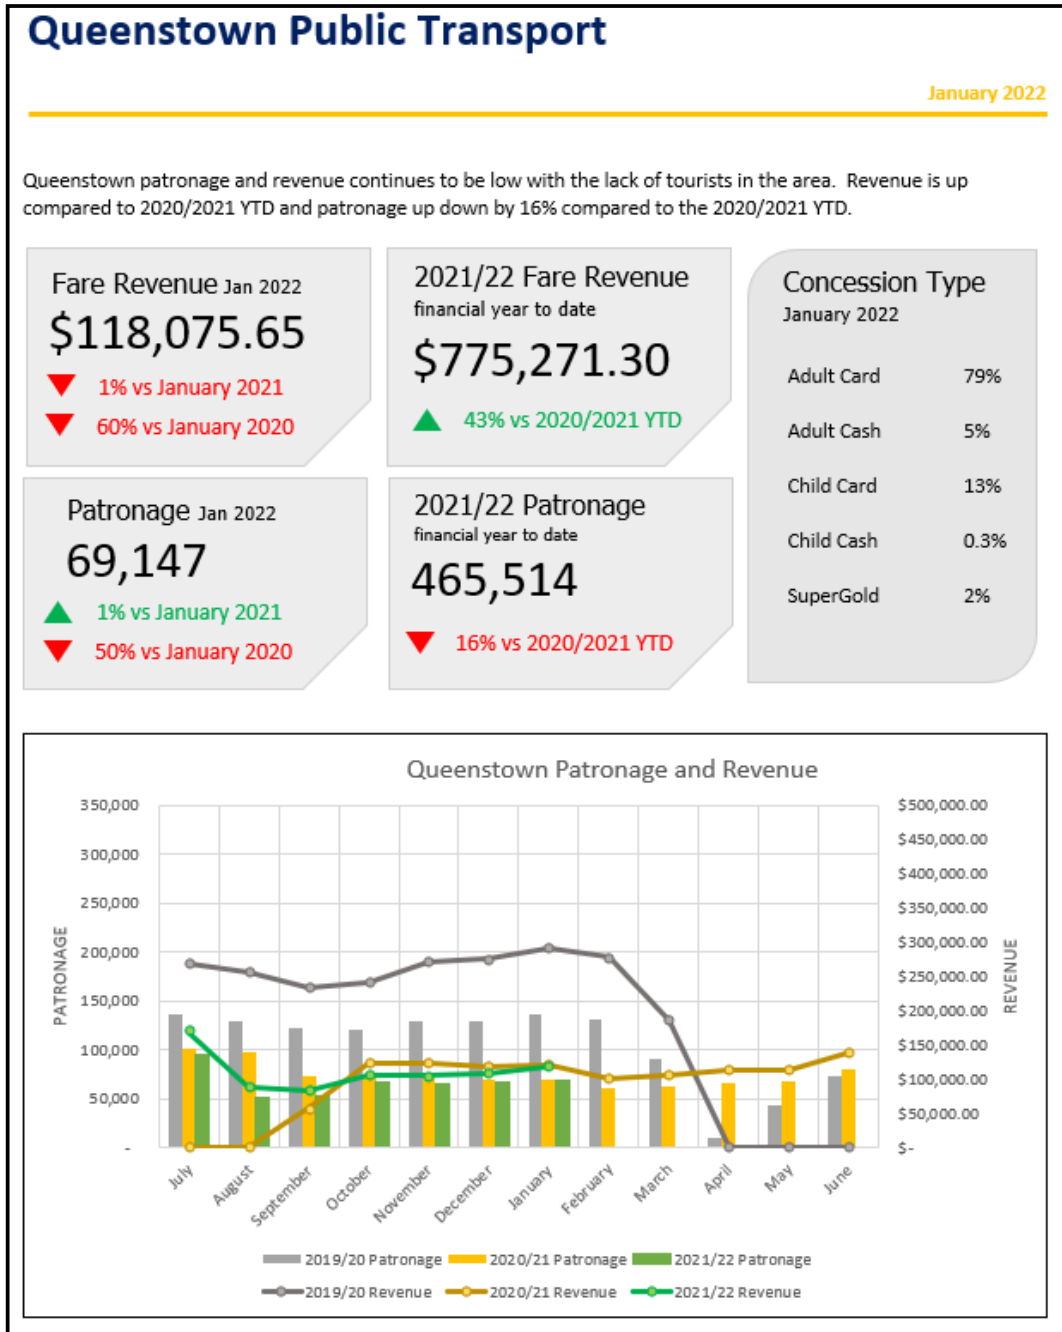 Queenstown Public Transport
January 2022
Queenstown patronage and revenue continues to be low with the lack of tourists in the area.  Revenue is up
compared to 2020/2021 YTD and patronage up down by 16% compared to the 2020/2021 YTD.
Fare Revenue Jan 2022
$118,075.65
1% vs January 2021
60% vs January 2020
2021/22 Fare Revenue
financial year to date
$775,271.30
43% vs 2020/2021 YTD
Patronage Jan 2022
69,147
1% vs January 2021
50% vs January 2020
2021/22 Patronage
financial year to date
465,514
16% vs 2020/2021 YTD
Concession Type
January 2022
Adult Card 79%
Adult Cash 5%
Child Card 13%
Child Cash 0.3%
SuperGold 2%
Queenstown Patronage and Revenue
PATRONAGE
350,000
300,000
250,000
200,000
150,000
100,000
50,000
-
$500,000.00
$450,000.00
$400,000.00
$350,000.00
$300,000.00
$250,000.00
$200,000.00
$150,000.00
$100,000.00
$50,000.00
$-
REVENUE
July
August
September
October
November
December
January
February
March
April
May
June
2019/20 Patronage 2020/21 Patronage 2021/22 Patronage
2019/20 Revenue 2020/21 Revenue 2021/22 Revenue